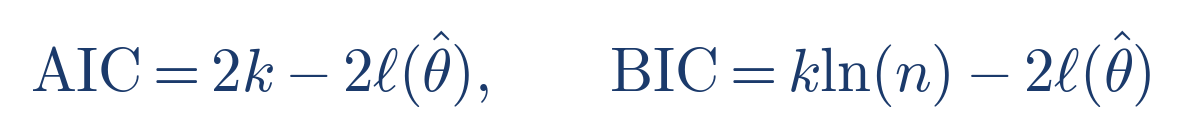 AIC = 2k − 2ℓ(θ̂), BIC = k ln(n) − 2ℓ(θ̂)